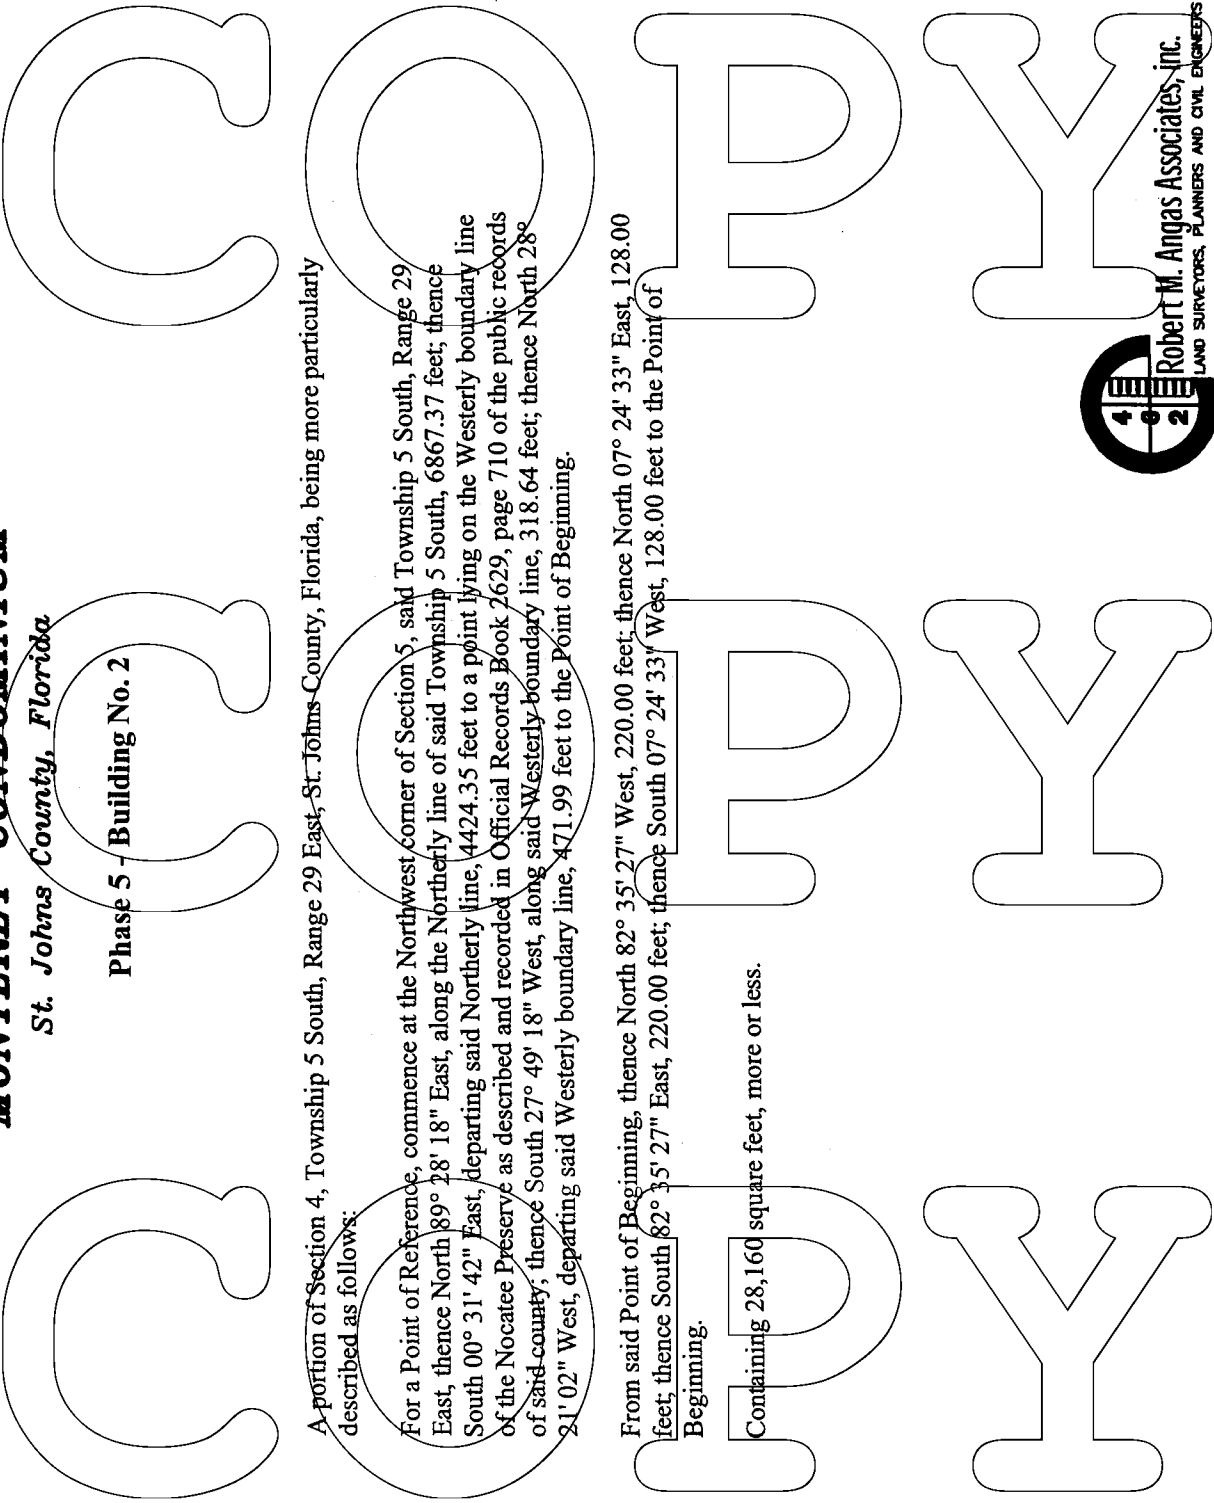 MONTEREY CONDOMINIUM
St. Johns County, Florida
Phase 5 - Building No. 2
A portion of Section 4, Township 5 South, Range 29 East, St. Johns County, Florida, being more particularly
described as follows:
For a Point of Reference, commence at the Northwest corner of Section 5, said Township 5 South, Range 29
East, thence North 89° 28' 18" East, along the Northerly line of said Township 5 South, 6867.37 feet; thence
South 00° 31' 42" East, departing said Northerly line, 4424.35 feet to a point lying on the Westerly boundary line
of the Nocatee Preserve as described and recorded in Official Records Book 2629, page 710 of the public records
of said county; thence South 27° 49' 18" West, along said Westerly boundary line, 318.64 feet; thence North 28°
21' 02" West, departing said Westerly boundary line, 471.99 feet to the Point of Beginning.
From said Point of Beginning, thence North 82° 35' 27" West, 220.00 feet; thence North 07° 24' 33" East, 128.00
feet; thence South 82° 35' 27" East, 220.00 feet; thence South 07° 24' 33" West, 128.00 feet to the Point of
Beginning.
Containing 28,160 square feet, more or less.
4
6
2
Robert M. Angas Associates, inc.
LAND SURVEYORS, PLANNERS AND CIVIL ENGINEERS
COPY
COPY
COPY